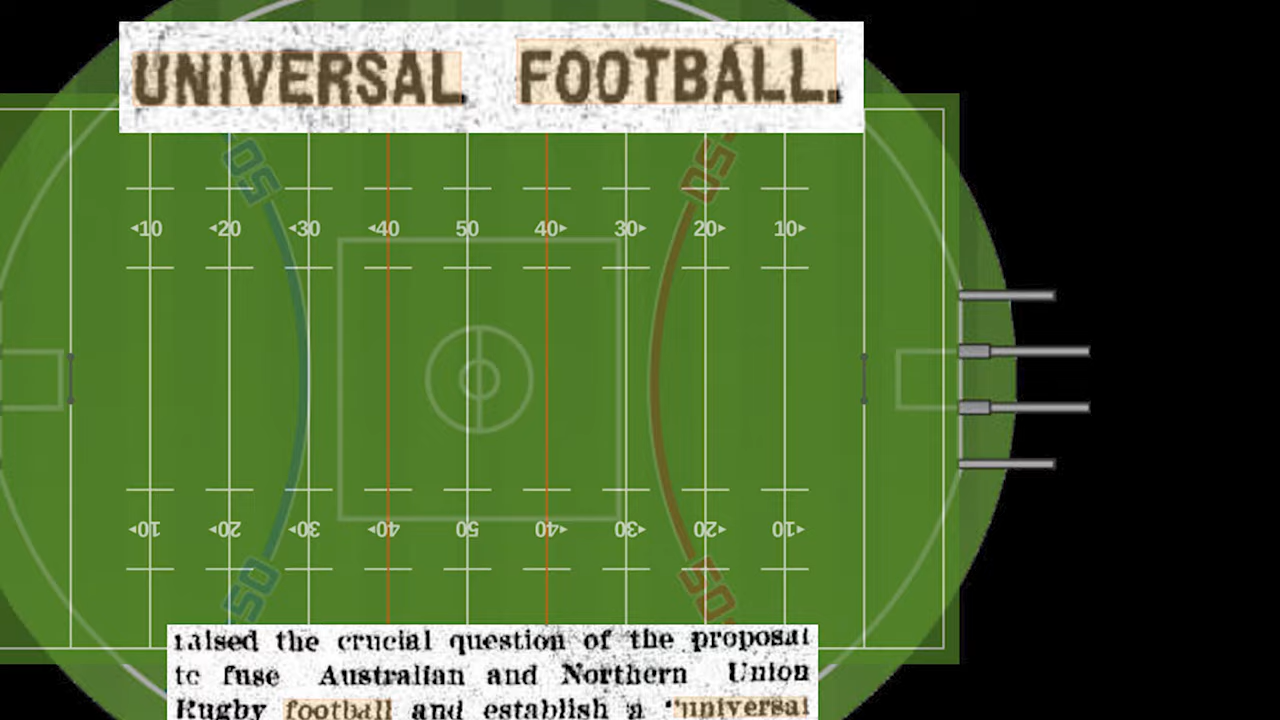 UNIVERSAL FOOTBALL.
50 50
◂10 ◂20 ◂30 ◂40 50 40▸ 30▸ 20▸ 10▸
◂10 ◂20 ◂30 ◂40 50 40▸ 30▸ 20▸ 10▸
50 50
raised the crucial question of the proposal
to fuse Australian and Northern Union
Rugby football and establish a "universal